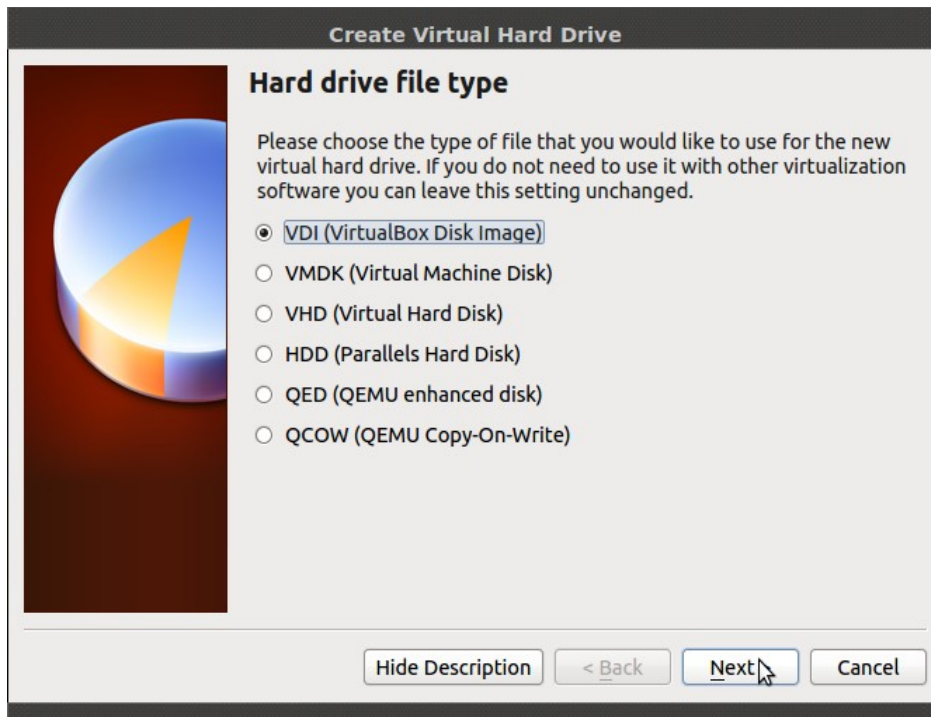 Create Virtual Hard Drive
Hard drive file type
Please choose the type of file that you would like to use for the new
virtual hard drive. If you do not need to use it with other virtualization
software you can leave this setting unchanged.
VDI (VirtualBox Disk Image)
VMDK (Virtual Machine Disk)
VHD (Virtual Hard Disk)
HDD (Parallels Hard Disk)
QED (QEMU enhanced disk)
QCOW (QEMU Copy-On-Write)
Hide Description < Back Next Cancel